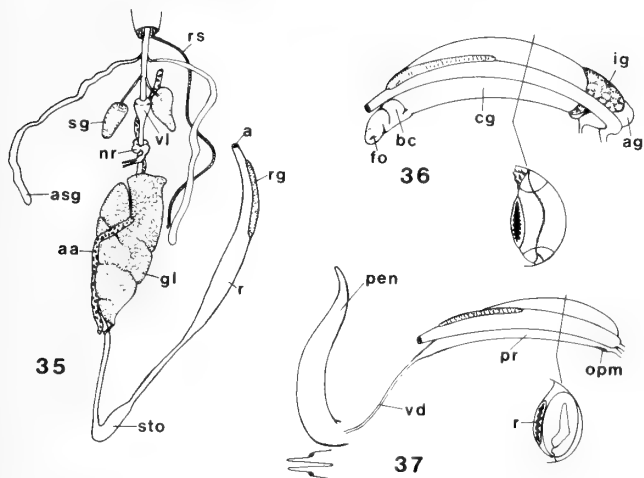 rs
sg
vl
nr
a
rg
asg
aa
gl
r
35
sto
ig
cg
ag
bc
fo
36
pen
pr
opm
vd
r
37